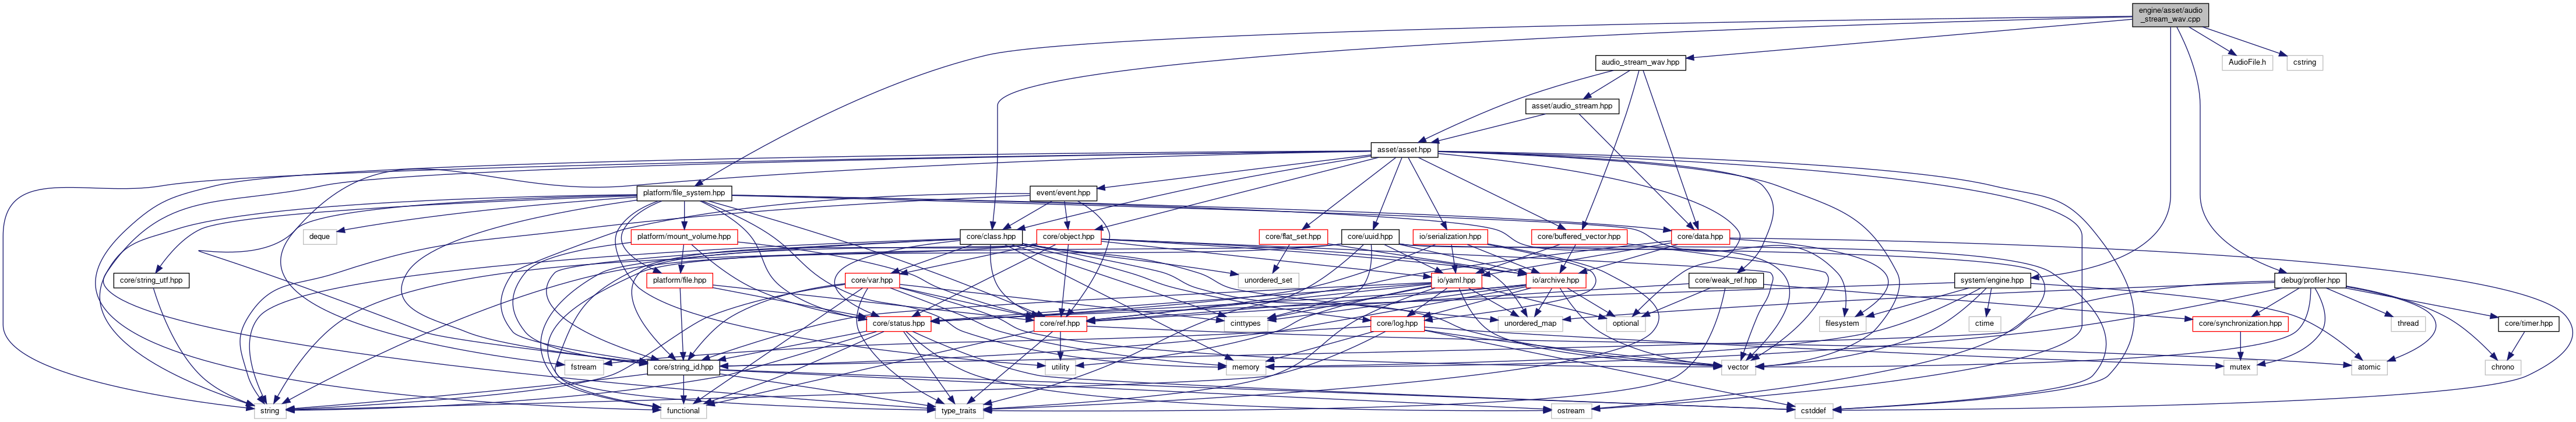 engine/asset/audio
_stream_wav.cpp
audio_stream_wav.hpp
AudioFile.h
cstring
asset/audio_stream.hpp
asset/asset.hpp
platform/file_system.hpp
event/event.hpp
deque
platform/mount_volume.hpp
core/class.hpp
core/object.hpp
core/flat_set.hpp
core/uuid.hpp
io/serialization.hpp
core/buffered_vector.hpp
core/data.hpp
core/string_utf.hpp
platform/file.hpp
core/var.hpp
unordered_set
io/yaml.hpp
io/archive.hpp
core/weak_ref.hpp
system/engine.hpp
debug/profiler.hpp
core/status.hpp
core/ref.hpp
cinttypes
core/log.hpp
unordered_map
optional
filesystem
ctime
core/synchronization.hpp
thread
core/timer.hpp
fstream
core/string_id.hpp
utility
memory
vector
mutex
atomic
chrono
string
functional
type_traits
ostream
cstddef